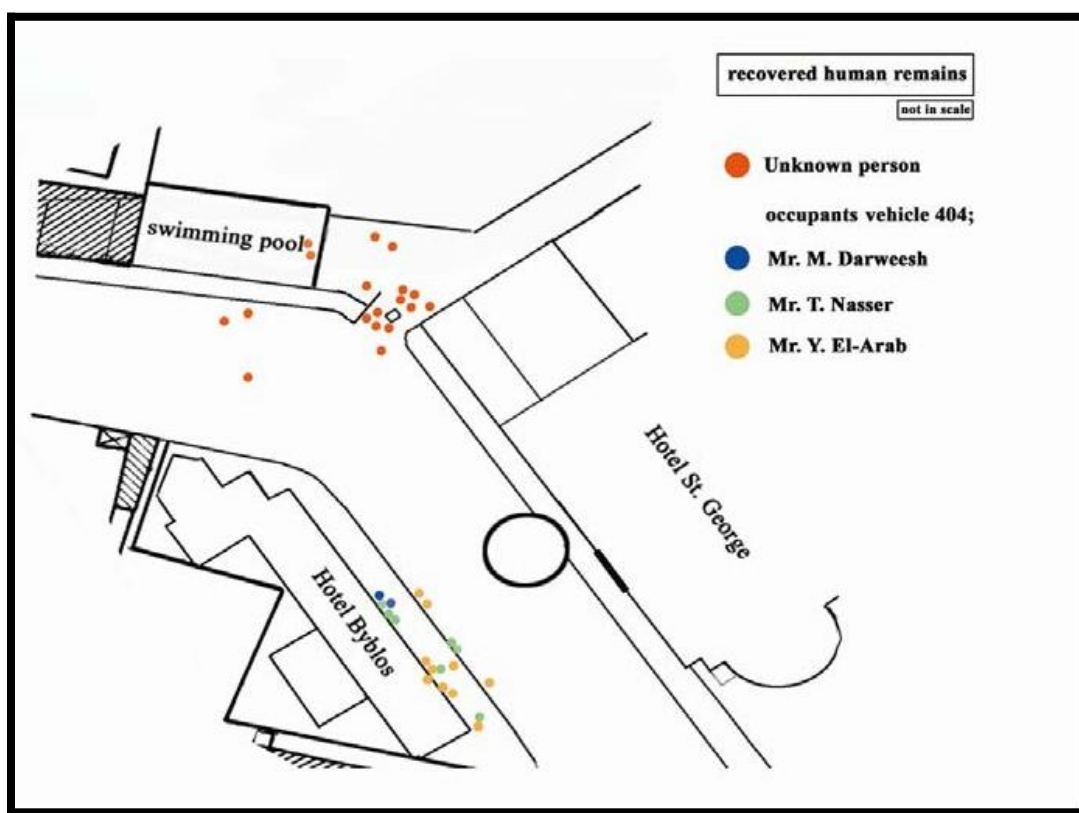 recovered human remains
not in scale
Unknown person
occupants vehicle 404;
Mr. M. Darweesh
Mr. T. Nasser
Mr. Y. El-Arab
swimming pool
Hotel St. George
Hotel Byblos